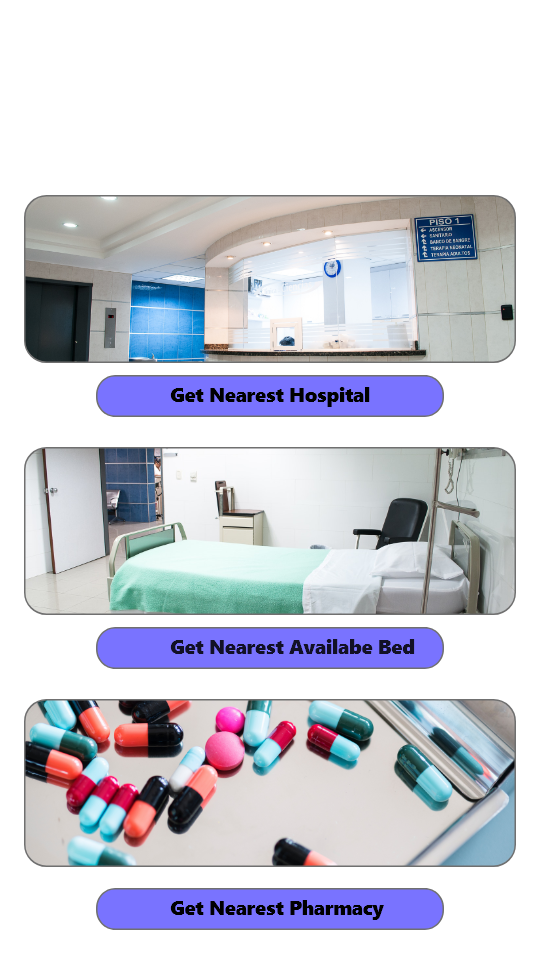 PISO 1
ASCENSOR
SANITARIO
BANCO DE SANGRE
TERAPIA NEONATAL
TERAPIA ADULTOS
Get Nearest Hospital
Get Nearest Availabe Bed
Get Nearest Pharmacy